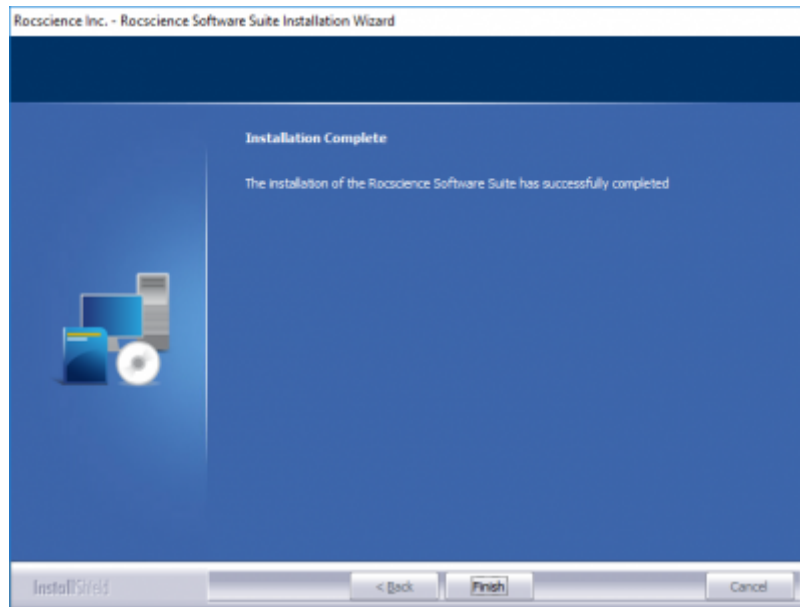 Rocscience Inc. - Rocscience Software Suite Installation Wizard
Installation Complete
The installation of the Rocscience Software Suite has successfully completed
InstallShield
< Back
Finish
Cancel